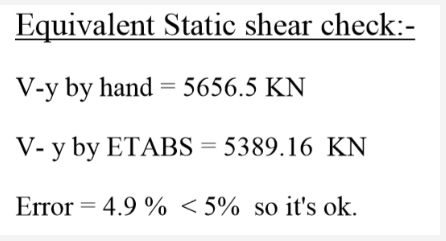 Equivalent Static shear check:-
V-y by hand = 5656.5 KN
V- y by ETABS = 5389.16 KN
Error = 4.9 % < 5% so it's ok.